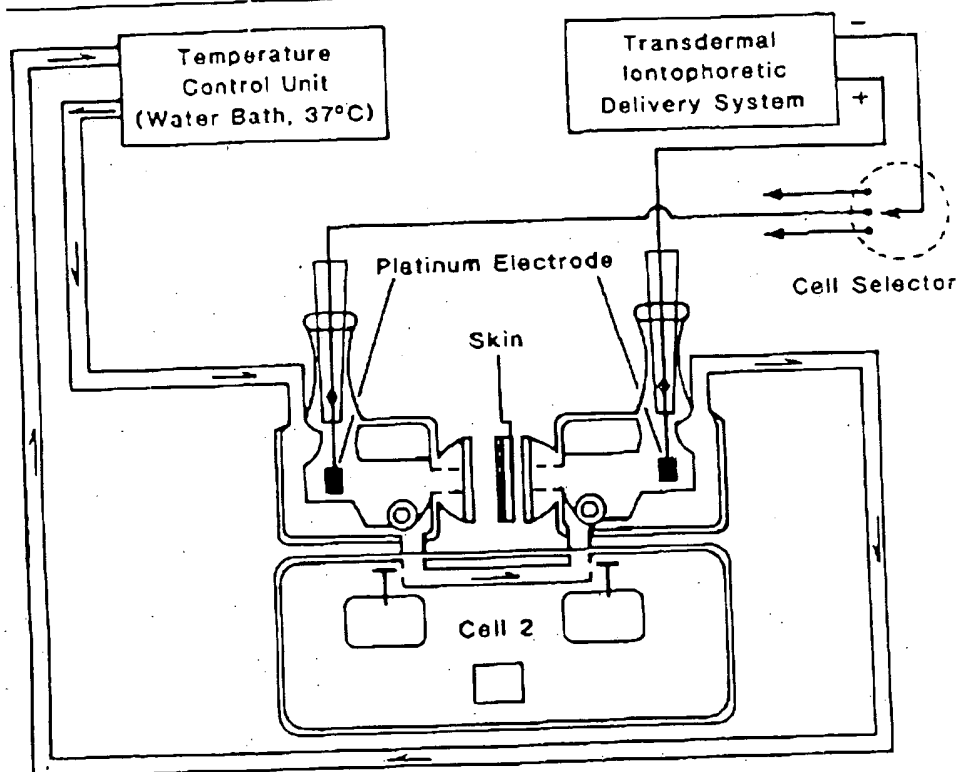 Temperature
Control Unit
(Water Bath, 37°C)
Transdermal
Iontophoretic
Delivery System
−
+
Platinum Electrode
Cell Selector
Skin
Cell 2